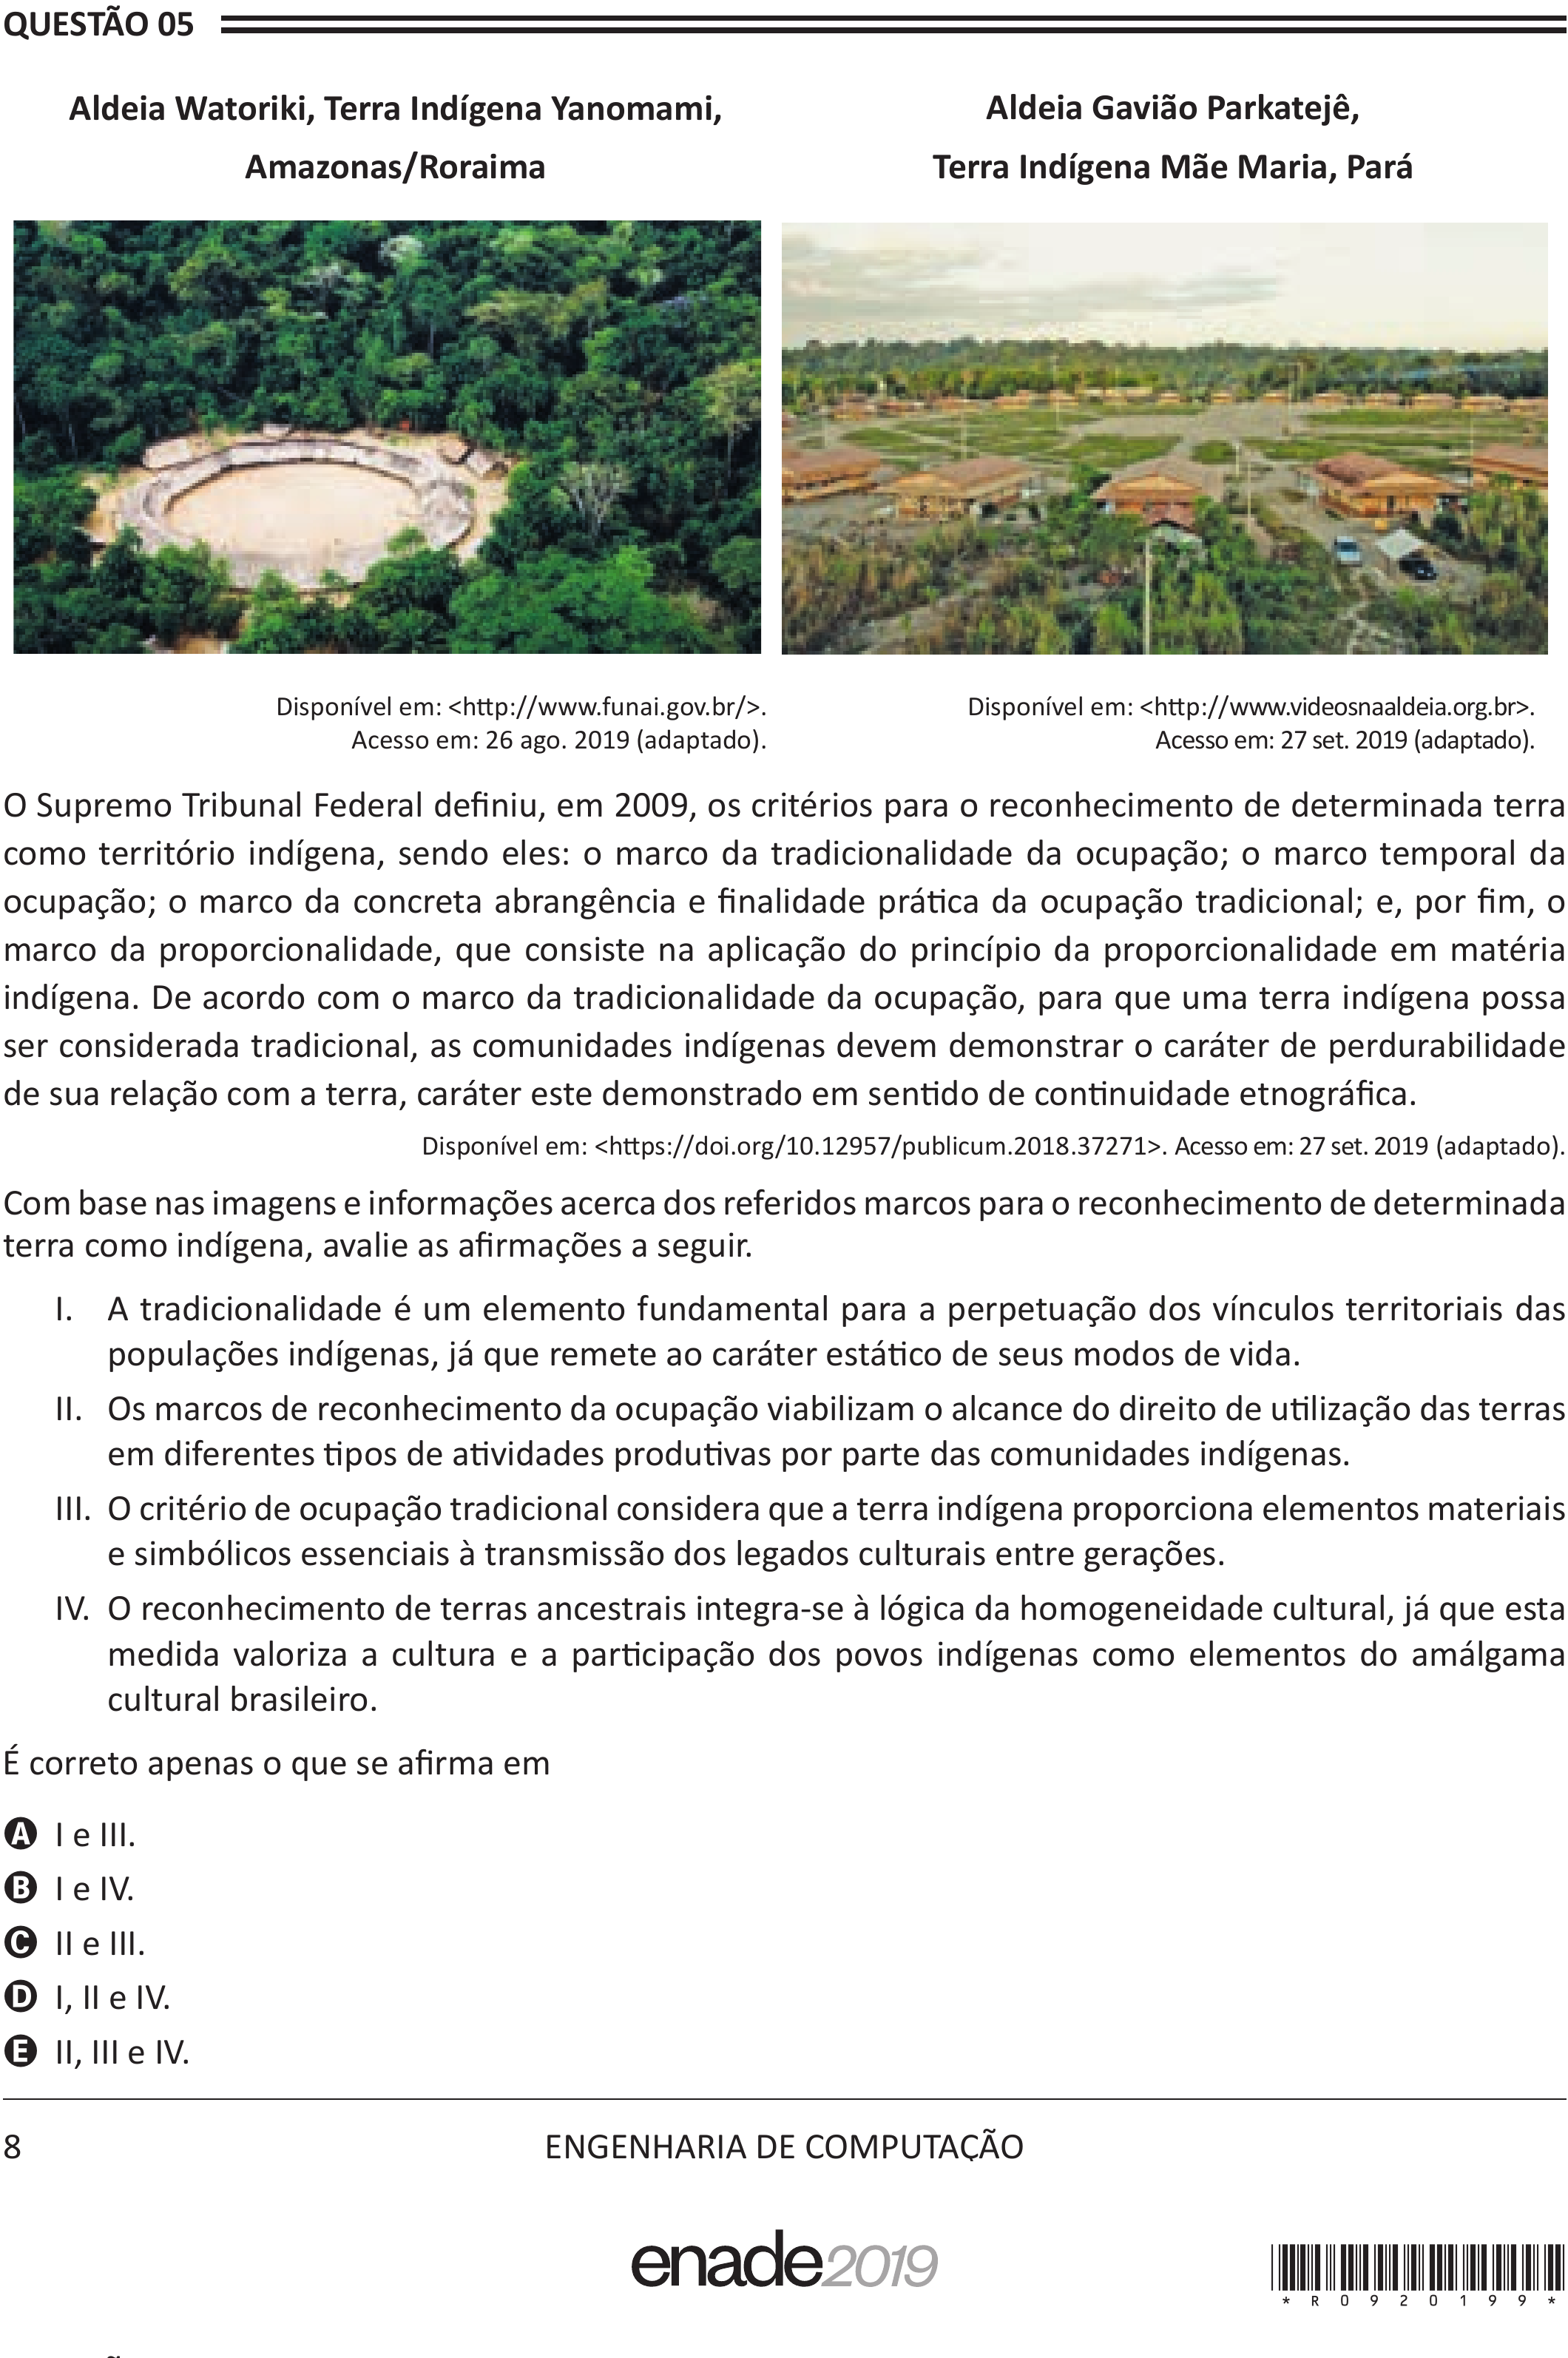 QUESTÃO 05
Aldeia Watoriki, Terra Indígena Yanomami,
Amazonas/Roraima
Aldeia Gavião Parkatejê,
Terra Indígena Mãe Maria, Pará
Disponível em: <http://www.funai.gov.br/>.
Acesso em: 26 ago. 2019 (adaptado).
Disponível em: <http://www.videosnaaldeia.org.br>.
Acesso em: 27 set. 2019 (adaptado).
O Supremo Tribunal Federal definiu, em 2009, os critérios para o reconhecimento de determinada terra
como território indígena, sendo eles: o marco da tradicionalidade da ocupação; o marco temporal da
ocupação; o marco da concreta abrangência e finalidade prática da ocupação tradicional; e, por fim, o
marco da proporcionalidade, que consiste na aplicação do princípio da proporcionalidade em matéria
indígena. De acordo com o marco da tradicionalidade da ocupação, para que uma terra indígena possa
ser considerada tradicional, as comunidades indígenas devem demonstrar o caráter de perdurabilidade
de sua relação com a terra, caráter este demonstrado em sentido de continuidade etnográfica.
Disponível em: <https://doi.org/10.12957/publicum.2018.37271>. Acesso em: 27 set. 2019 (adaptado).
Com base nas imagens e informações acerca dos referidos marcos para o reconhecimento de determinada
terra como indígena, avalie as afirmações a seguir.
I. A tradicionalidade é um elemento fundamental para a perpetuação dos vínculos territoriais das
populações indígenas, já que remete ao caráter estático de seus modos de vida.
II. Os marcos de reconhecimento da ocupação viabilizam o alcance do direito de utilização das terras
em diferentes tipos de atividades produtivas por parte das comunidades indígenas.
III. O critério de ocupação tradicional considera que a terra indígena proporciona elementos materiais
e simbólicos essenciais à transmissão dos legados culturais entre gerações.
IV. O reconhecimento de terras ancestrais integra-se à lógica da homogeneidade cultural, já que esta
medida valoriza a cultura e a participação dos povos indígenas como elementos do amálgama
cultural brasileiro.
É correto apenas o que se afirma em
A I e III.
B I e IV.
C II e III.
D I, II e IV.
E II, III e IV.
8
ENGENHARIA DE COMPUTAÇÃO
enade2019
* R 0 9 2 0 1 9 9 *